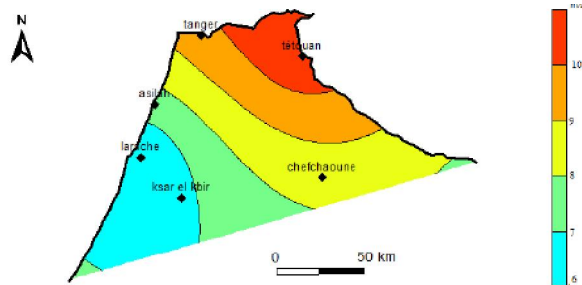 N
m/s
tanger
10
tétouan
asilah
9
larache
chefchaoune
8
ksar el kbir
7
0 50 km
6